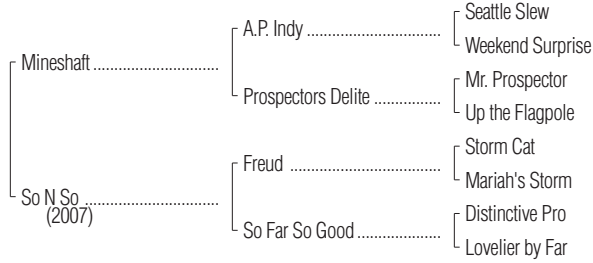 Seattle Slew
A.P. Indy
Weekend Surprise
Mineshaft
Mr. Prospector
Prospectors Delite
Up the Flagpole
Storm Cat
Freud
Mariah's Storm
So N So
(2007)
Distinctive Pro
So Far So Good
Lovelier by Far